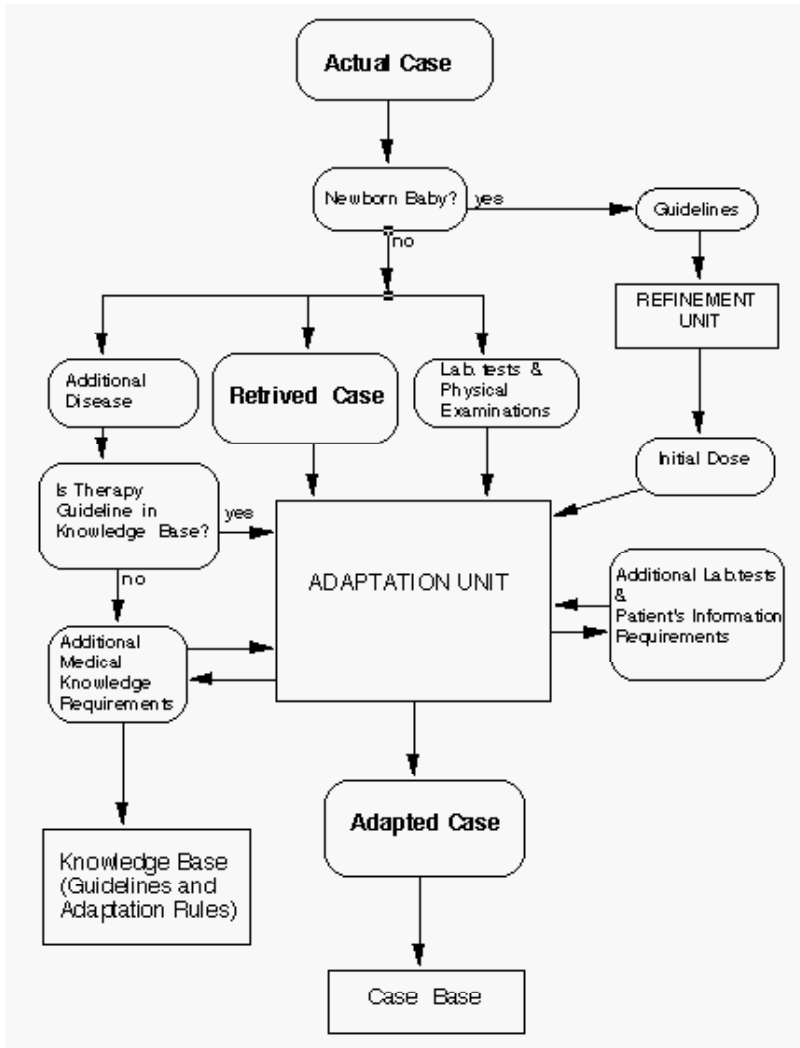 Actual Case
Newborn Baby?
yes
Guidelines
no
REFINEMENT
UNIT
Additional
Disease
Retrived Case
Lab. tests &
Physical
Examinations
Initial Dose
Is Therapy
Guideline in
Knowledge Base?
yes
no
ADAPTATION UNIT
Additional Lab.tests
&
Patient's Information
Requirements
Additional
Medical
Knowledge
Requirements
Adapted Case
Knowledge Base
(Guidelines and
Adaptation Rules)
Case Base